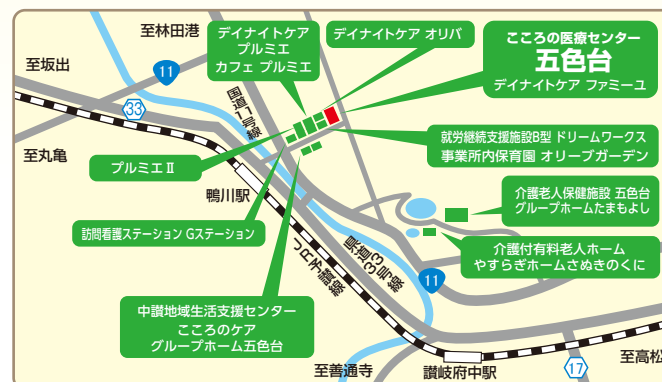 至林田港
デイナイトケア
プルミエ
カフェ プルミエ
デイナイトケア オリバ
こころの医療センター
五色台
デイナイトケア ファミーユ
至坂出
11
33
国道11号線
至丸亀
プルミエⅡ
鴨川駅
就労継続支援施設B型 ドリームワークス
事業所内保育園 オリーブガーデン
介護老人保健施設 五色台
グループホームたまもよし
訪問看護ステーション Gステーション
介護付有料老人ホーム
やすらぎホームさぬきのくに
JR予讃線
県道33号線
11
中讃地域生活支援センター
こころのケア
グループホーム五色台
至善通寺
讃岐府中駅
17
至高松